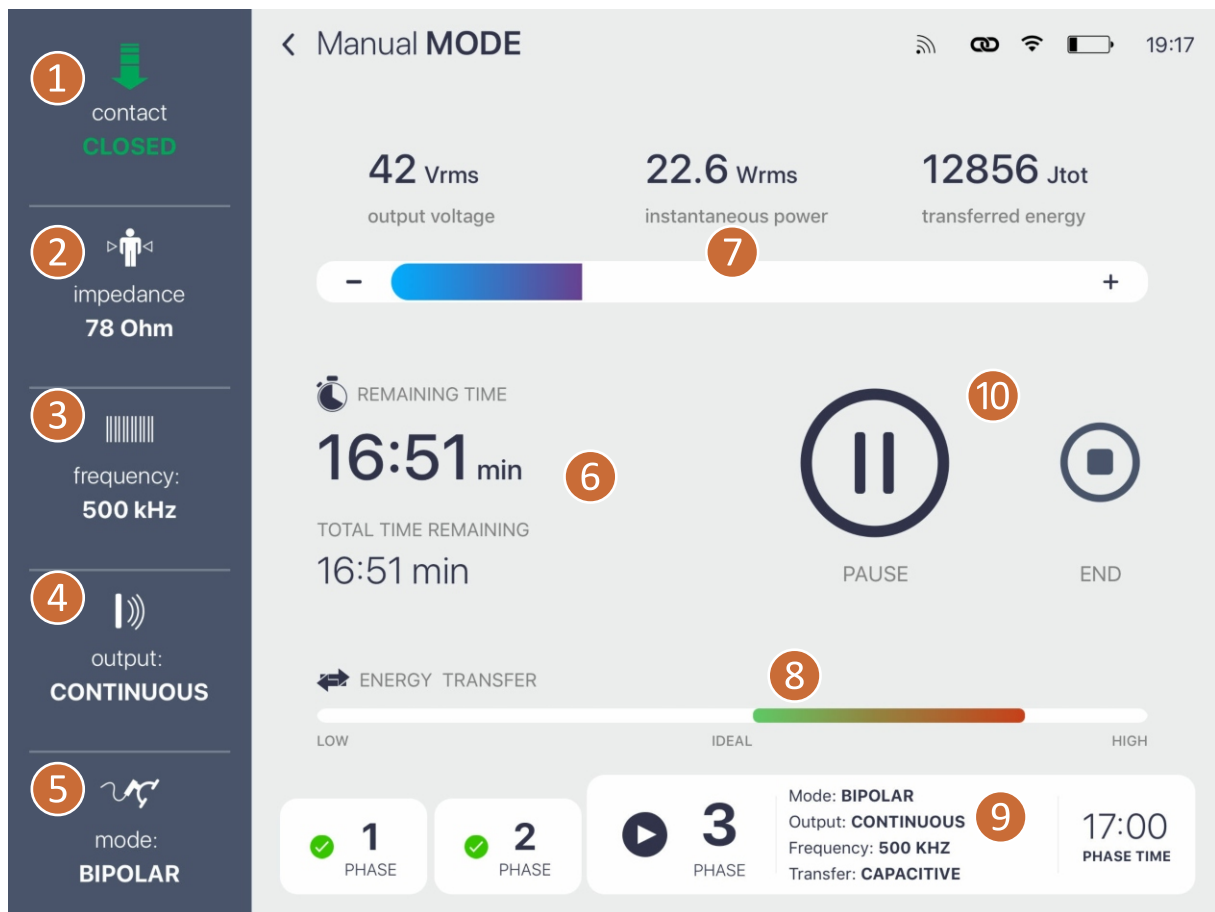 1
contact
CLOSED
2
impedance
78 Ohm
3
frequency:
500 kHz
4
output:
CONTINUOUS
5
mode:
BIPOLAR
Manual MODE
19:17
42 Vrms
output voltage
22.6 Wrms
instantaneous power
12856 Jtot
transferred energy
7
REMAINING TIME
16:51 min
6
TOTAL TIME REMAINING
16:51 min
10
PAUSE
END
ENERGY TRANSFER
8
LOW
IDEAL
HIGH
1
PHASE
2
PHASE
3
PHASE
Mode: BIPOLAR
Output: CONTINUOUS
Frequency: 500 KHZ
Transfer: CAPACITIVE
9
17:00
PHASE TIME